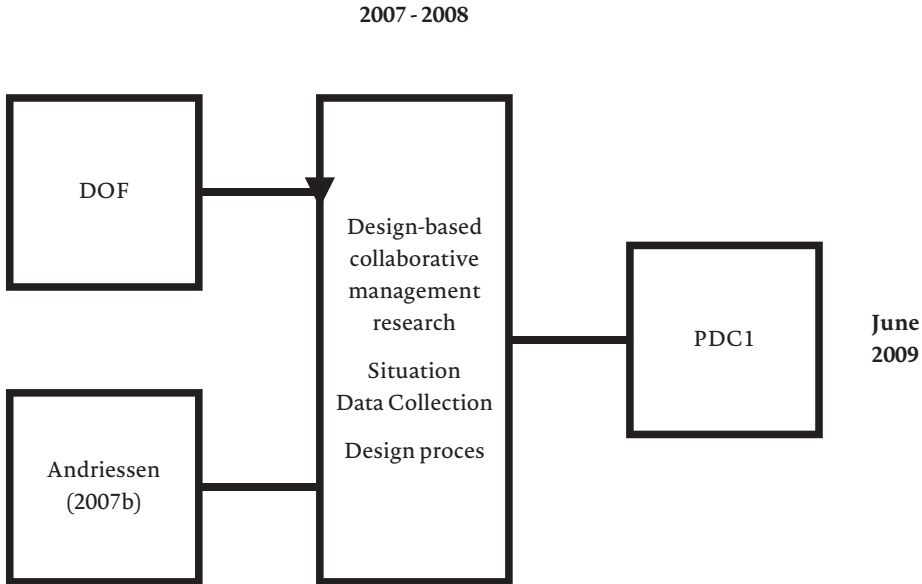 2007 - 2008
DOF
Design-based
collaborative
management
research
Situation
Data Collection
Design proces
Andriessen
(2007b)
PDC1
June
2009